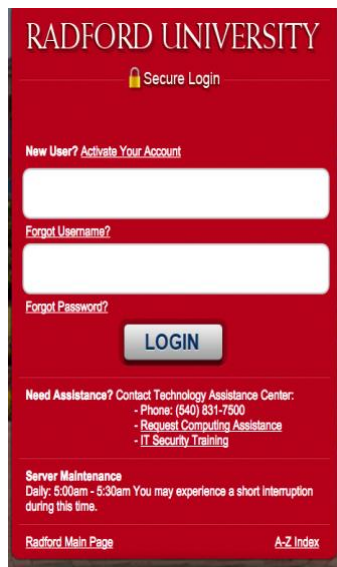 RADFORD UNIVERSITY
Secure Login
New User? Activate Your Account
Forgot Username?
Forgot Password?
LOGIN
Need Assistance? Contact Technology Assistance Center:
- Phone: (540) 831-7500
- Request Computing Assistance
- IT Security Training
Server Maintenance
Daily: 5:00am - 5:30am You may experience a short interruption
during this time.
Radford Main Page A-Z Index